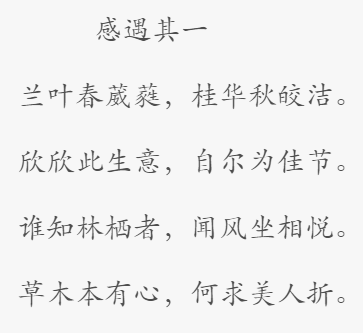 感遇其一
兰叶春葳蕤，桂华秋皎洁。
欣欣此生意，自尔为佳节。
谁知林栖者，闻风坐相悦。
草木本有心，何求美人折。